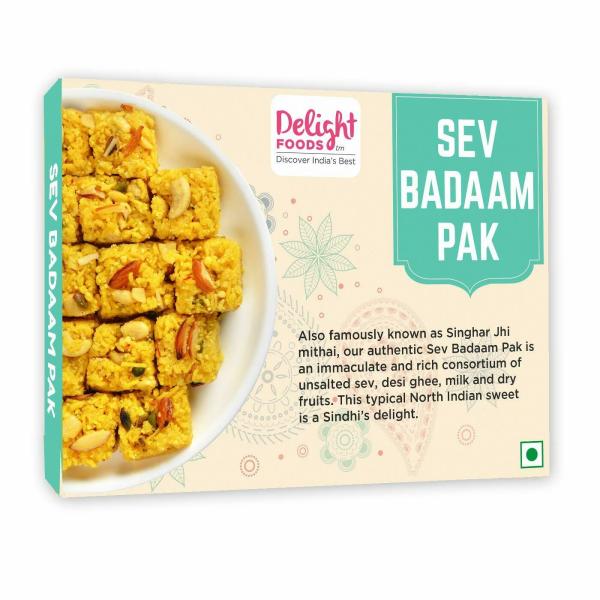 SEV BADAAM PAK
Delight
FOODS tm
Discover India's Best
SEV
BADAAM
PAK
Also famously known as Singhar Jhi
mithai, our authentic Sev Badaam Pak is
an immaculate and rich consortium of
unsalted sev, desi ghee, milk and dry
fruits. This typical North Indian sweet
is a Sindhi's delight.